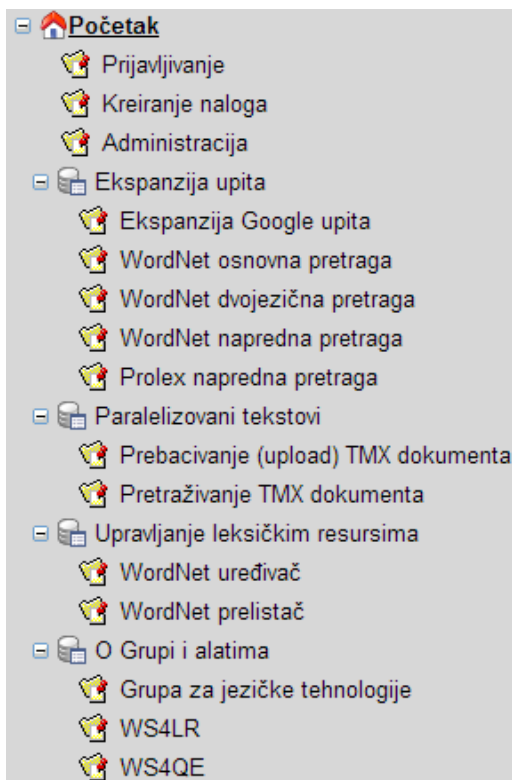 Početak
Prijavljivanje
Kreiranje naloga
Administracija
Ekspanzija upita
Ekspanzija Google upita
WordNet osnovna pretraga
WordNet dvojezična pretraga
WordNet napredna pretraga
Prolex napredna pretraga
Paralelizovani tekstovi
Prebacivanje (upload) TMX dokumenta
Pretraživanje TMX dokumenta
Upravljanje leksičkim resursima
WordNet uređivač
WordNet prelistač
O Grupi i alatima
Grupa za jezičke tehnologije
WS4LR
WS4QE